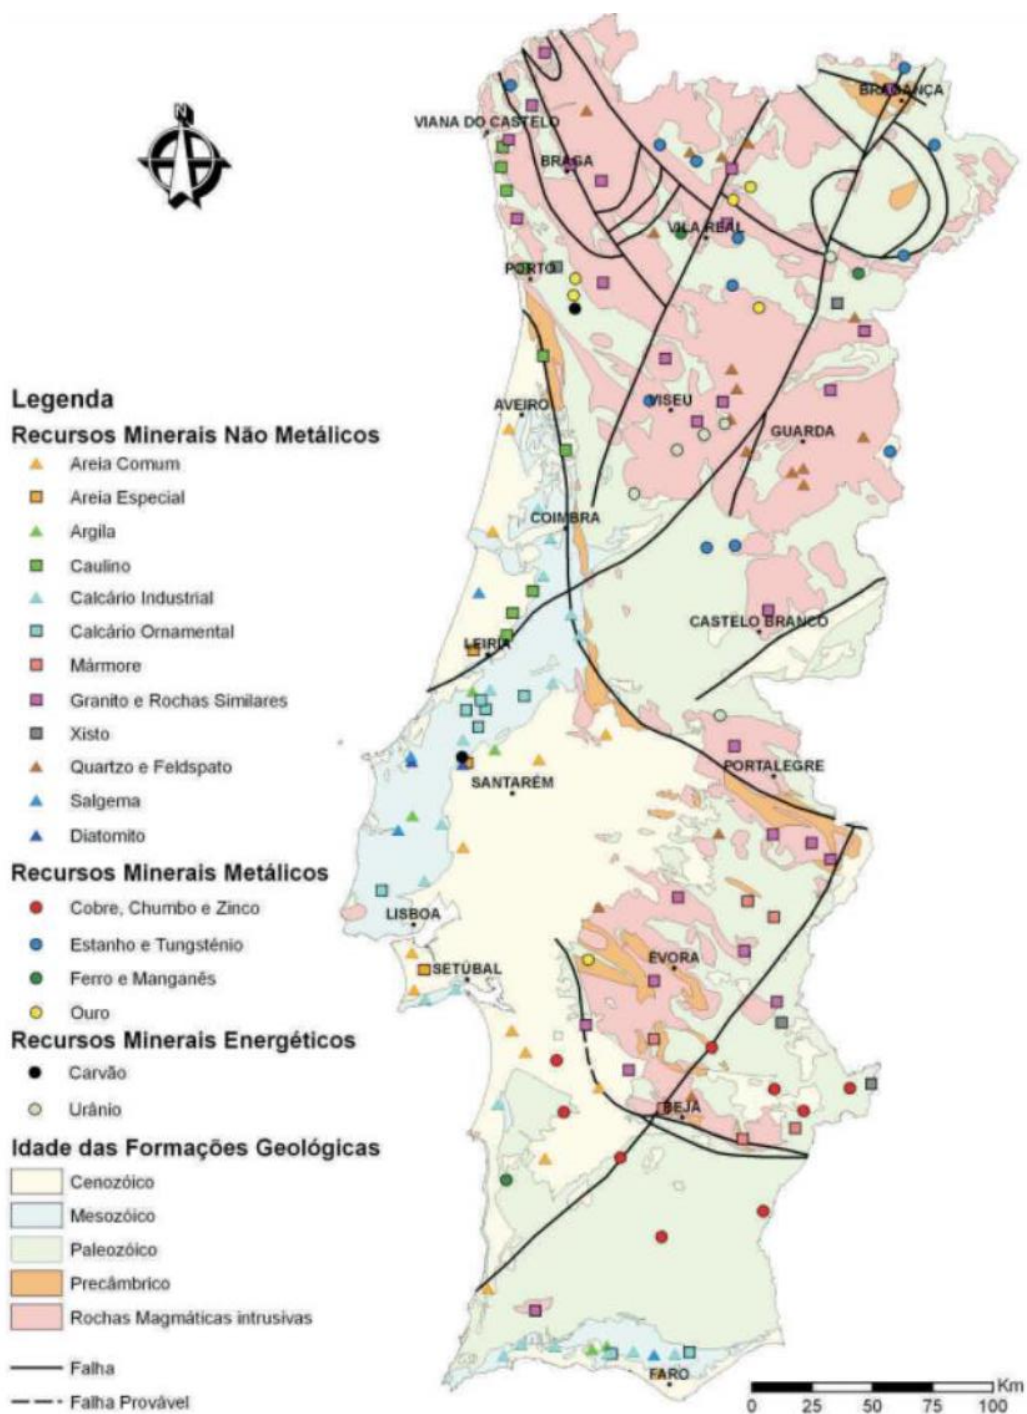 N
BRAGANÇA
VIANA DO CASTELO
BRAGA
VILA REAL
PORTO
AVEIRO
VISEU
GUARDA
COIMBRA
CASTELO BRANCO
LEIRIA
SANTARÉM
PORTALEGRE
LISBOA
SETÚBAL
ÉVORA
BEJA
FARO
Legenda
Recursos Minerais Não Metálicos
Areia Comum
Areia Especial
Argila
Caulino
Calcário Industrial
Calcário Ornamental
Mármore
Granito e Rochas Similares
Xisto
Quartzo e Feldspato
Salgema
Diatomito
Recursos Minerais Metálicos
Cobre, Chumbo e Zinco
Estanho e Tungsténio
Ferro e Manganês
Ouro
Recursos Minerais Energéticos
Carvão
Urânio
Idade das Formações Geológicas
Cenozóico
Mesozóico
Paleozóico
Precâmbrico
Rochas Magmáticas intrusivas
Falha
Falha Provável
Km
0 25 50 75 100